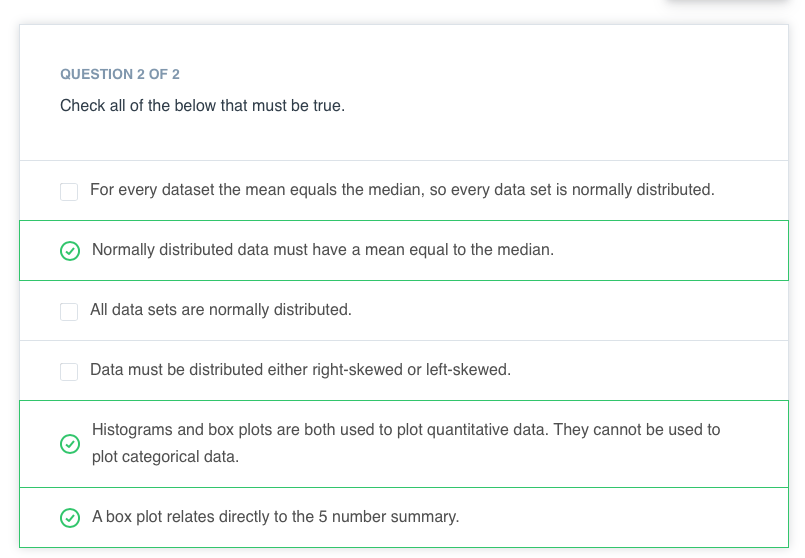 QUESTION 2 OF 2
Check all of the below that must be true.
For every dataset the mean equals the median, so every data set is normally distributed.
Normally distributed data must have a mean equal to the median.
All data sets are normally distributed.
Data must be distributed either right-skewed or left-skewed.
Histograms and box plots are both used to plot quantitative data. They cannot be used to
plot categorical data.
A box plot relates directly to the 5 number summary.